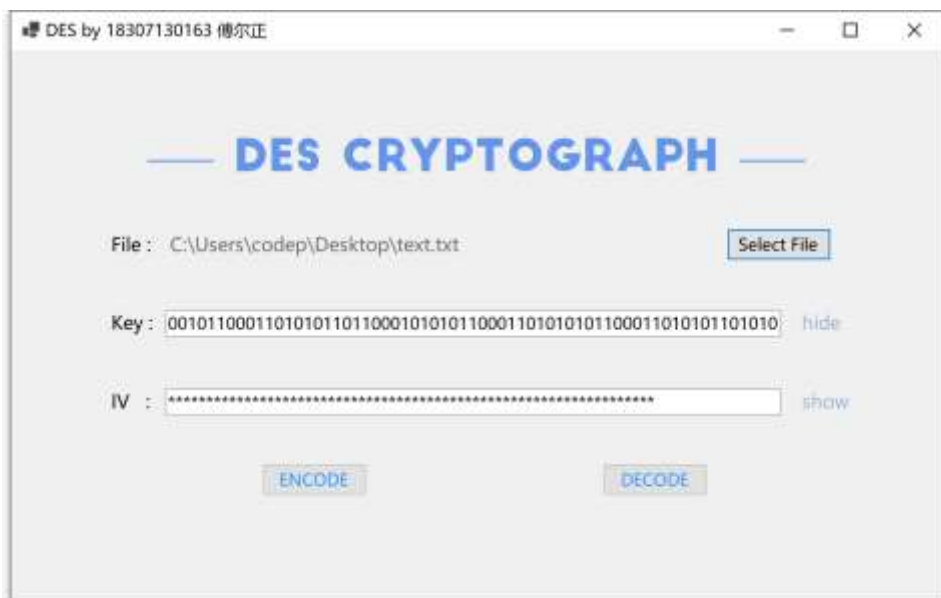 DES by 18307130163 傅尔正
DES CRYPTOGRAPH
File : C:\Users\codep\Desktop\text.txt Select File
Key : 001011000110101011011000101010110001101010101100011010101101010 hide
IV : **************************************************************** show
ENCODE DECODE